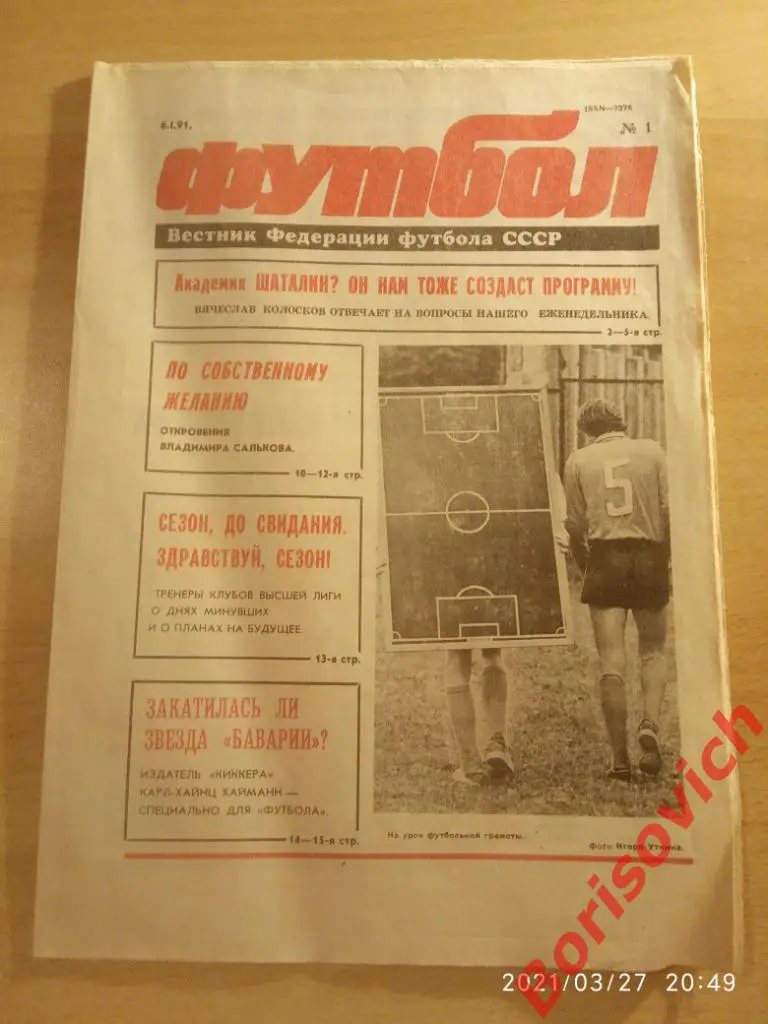 6.I.91.
ISSN—7376
№ 1
футбол
Вестник Федерации футбола СССР
Академик ШАТАЛИН? ОН НАМ ТОЖЕ СОЗДАСТ ПРОГРАММУ!
ВЯЧЕСЛАВ КОЛОСКОВ ОТВЕЧАЕТ НА ВОПРОСЫ НАШЕГО ЕЖЕНЕДЕЛЬНИКА.
2—5-я стр.
ПО СОБСТВЕННОМУ
ЖЕЛАНИЮ
ОТКРОВЕНИЯ
ВЛАДИМИРА САЛЬКОВА.
10—12-я стр.
СЕЗОН, ДО СВИДАНИЯ.
ЗДРАВСТВУЙ, СЕЗОН!
ТРЕНЕРЫ КЛУБОВ ВЫСШЕЙ ЛИГИ
О ДНЯХ МИНУВШИХ
И О ПЛАНАХ НА БУДУЩЕЕ.
13-я стр.
ЗАКАТИЛАСЬ ЛИ
ЗВЕЗДА «БАВАРИИ»?
ИЗДАТЕЛЬ «КИККЕРА»
КАРЛ-ХАЙНЦ ХАЙМАНН —
СПЕЦИАЛЬНО ДЛЯ «ФУТБОЛА».
14—15-я стр.
5
На урок футбольной грамоты.
Фото Игоря Уткина.
Borisovich
2021/03/27 20:49